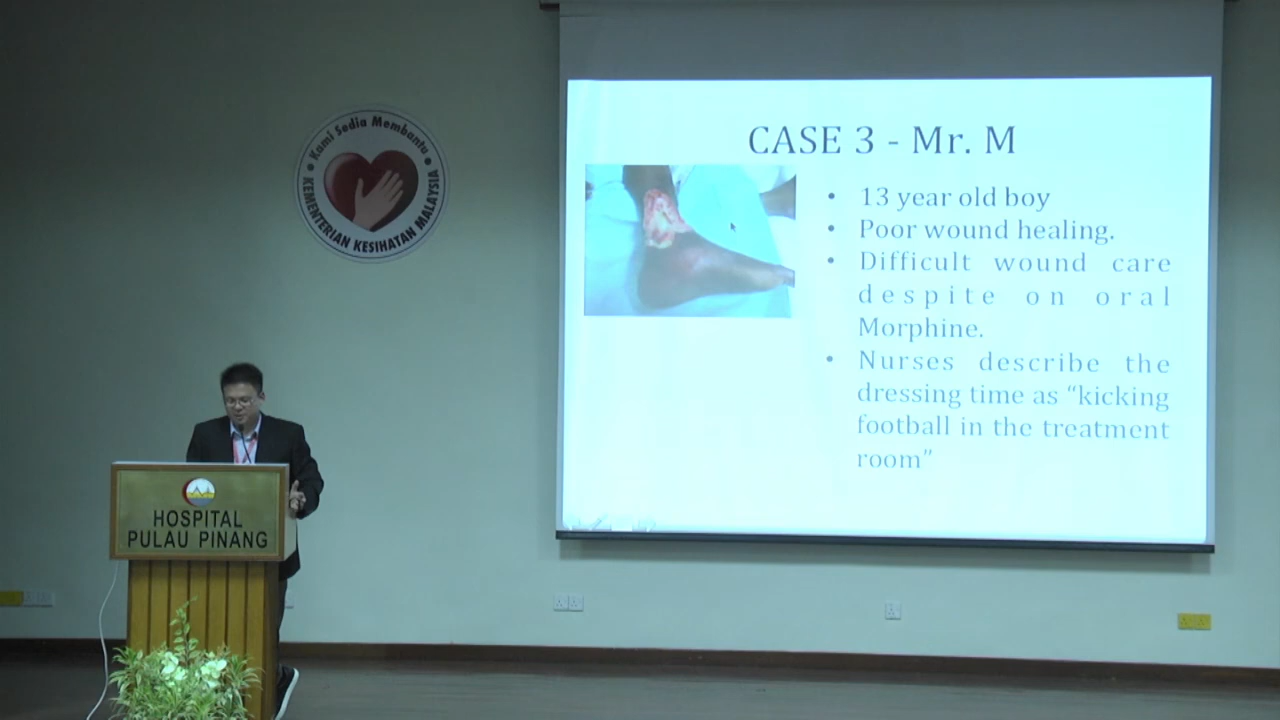 Kami Sedia Membantu
KEMENTERIAN KESIHATAN MALAYSIA
HOSPITAL
PULAU PINANG
CASE 3 - Mr. M
• 13 year old boy
• Poor wound healing.
• Difficult wound care
despite on oral
Morphine.
• Nurses describe the
dressing time as “kicking
football in the treatment
room”